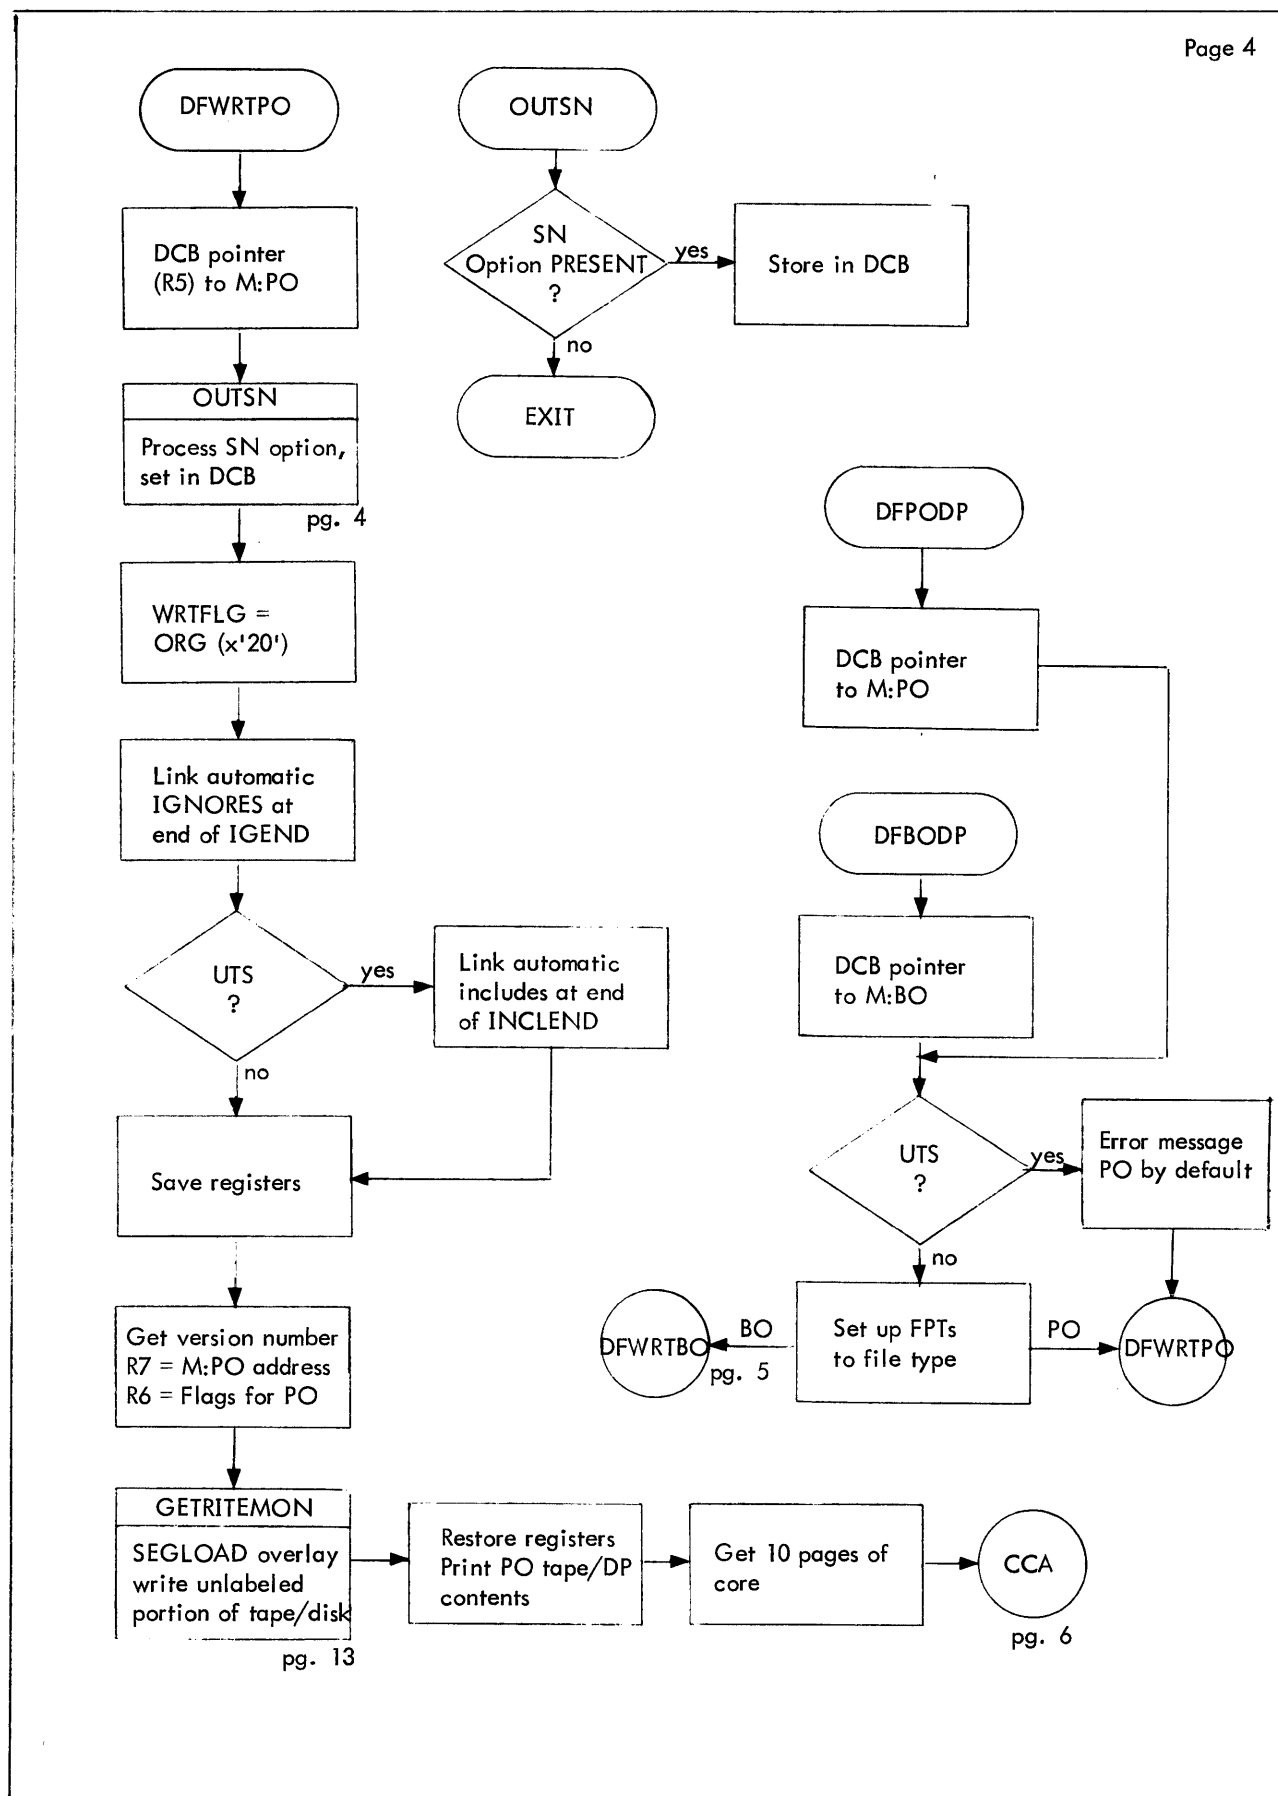 Page 4
DFWRTPO
DCB pointer
(R5) to M:PO
OUTSN
Process SN option,
set in DCB
pg. 4
WRTFLG =
ORG (x'20')
Link automatic
IGNORES at
end of IGEND
UTS
?
yes
no
Link automatic
includes at end
of INCLEND
Save registers
Get version number
R7 = M:PO address
R6 = Flags for PO
GETRITEMON
SEGLOAD overlay
write unlabeled
portion of tape/disk
pg. 13
Restore registers
Print PO tape/DP
contents
Get 10 pages of
core
CCA
pg. 6
OUTSN
SN
Option PRESENT
?
yes
no
Store in DCB
EXIT
DFPODP
DCB pointer
to M:PO
DFBODP
DCB pointer
to M:BO
UTS
?
yes
no
Error message
PO by default
Set up FPTs
to file type
BO
PO
DFWRTBO
pg. 5
DFWRTPO